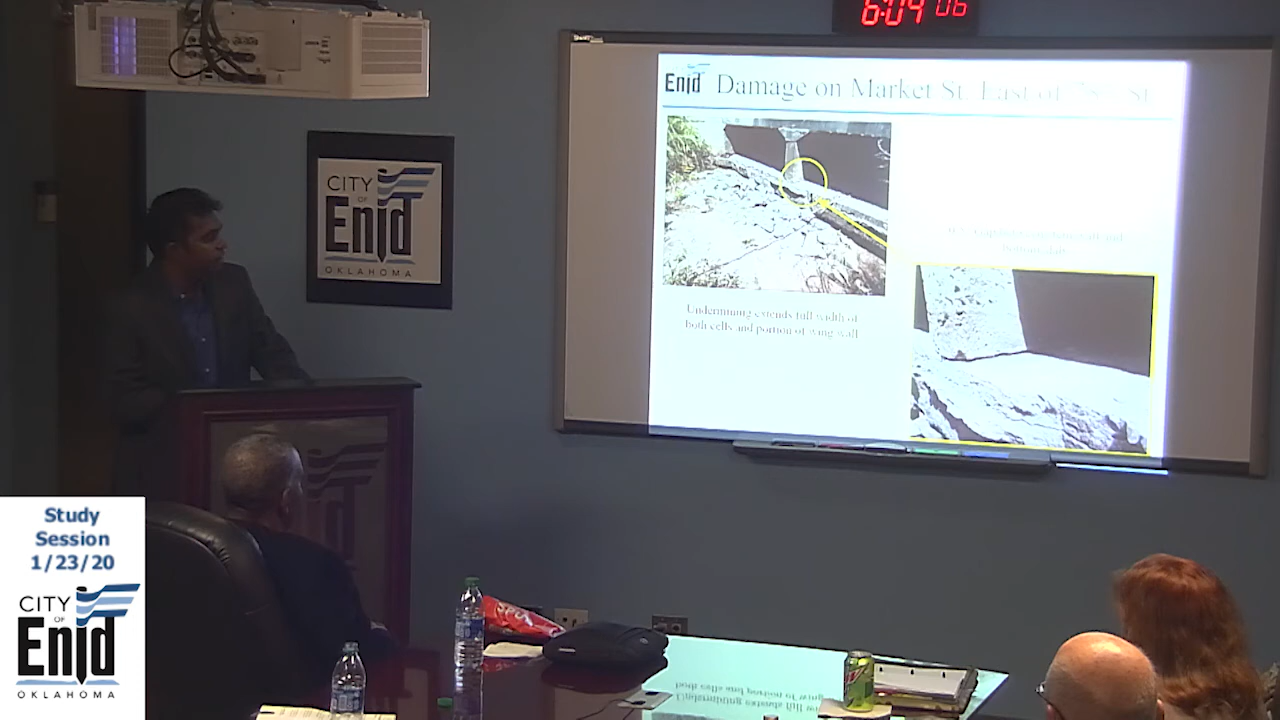 6:09 06
Enid Damage on Market St. East of
Undermining extends full width of
both cells and portion of wing wall
CITY
OF
Enid
OKLAHOMA
Study
Session
1/23/20
CITY
OF
Enid
OKLAHOMA